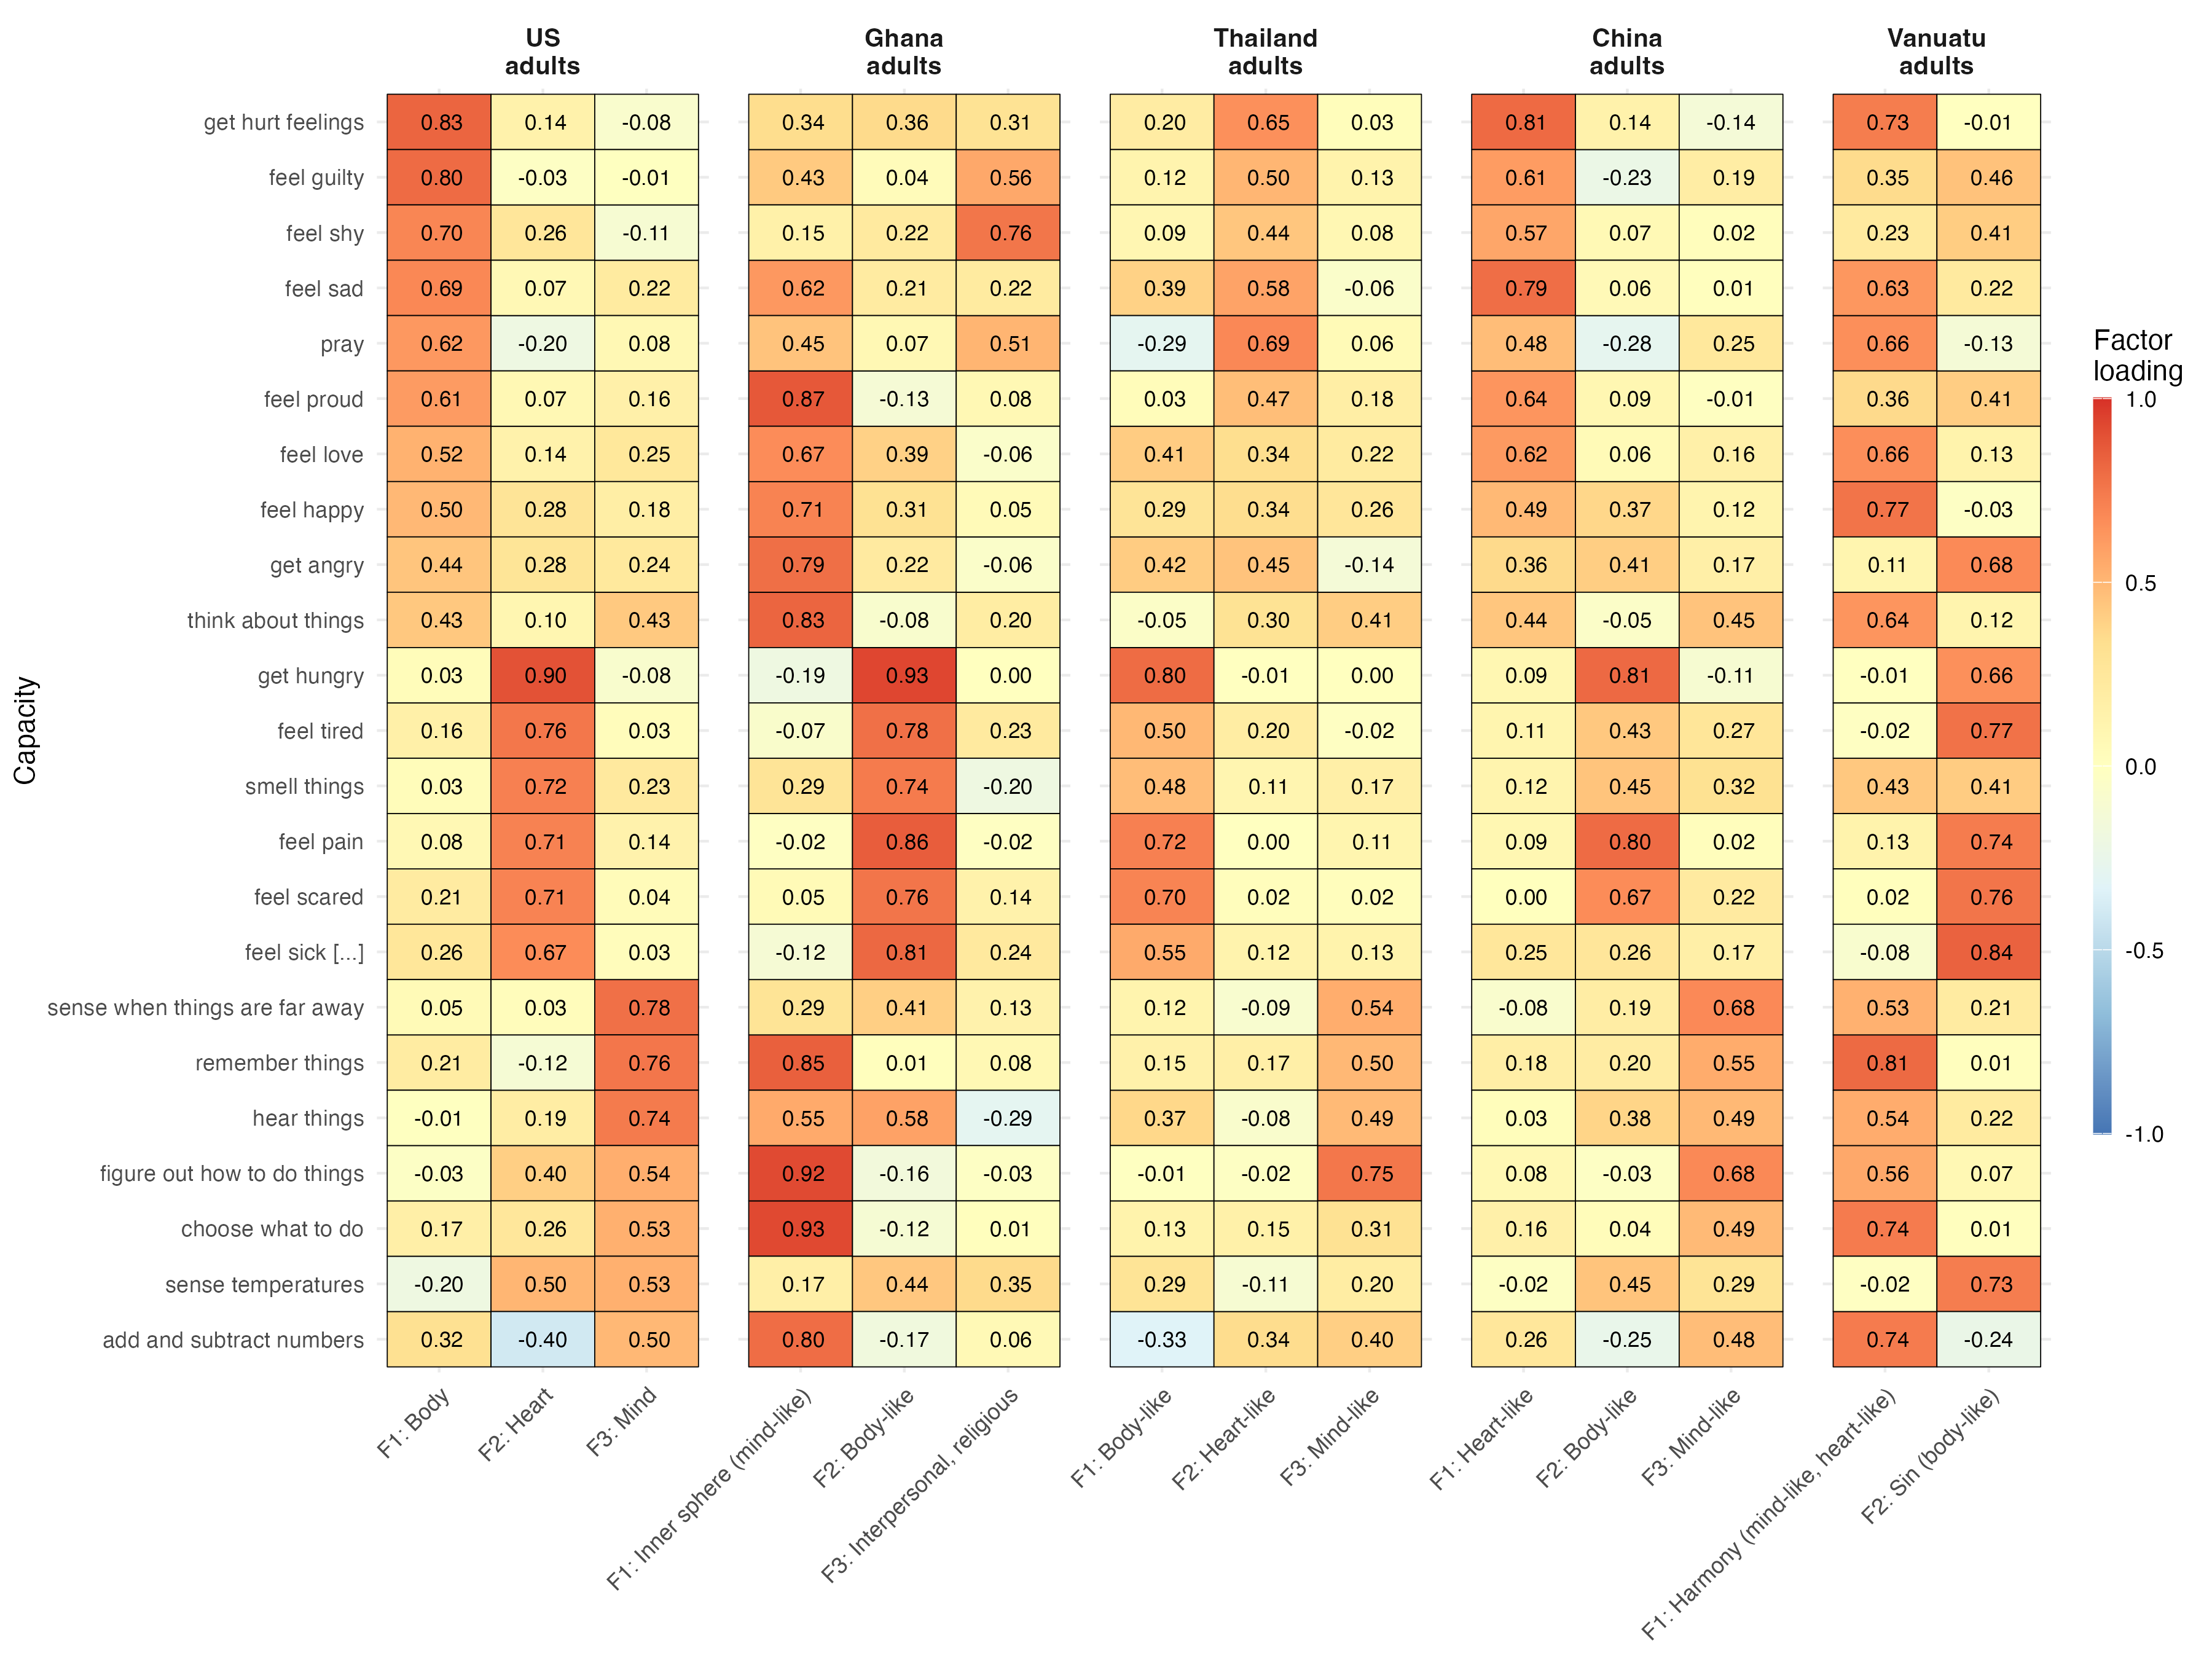 US
adults
Ghana
adults
Thailand
adults
China
adults
Vanuatu
adults
get hurt feelings 0.83 0.14 -0.08 0.34 0.36 0.31 0.20 0.65 0.03 0.81 0.14 -0.14 0.73 -0.01
feel guilty 0.80 -0.03 -0.01 0.43 0.04 0.56 0.12 0.50 0.13 0.61 -0.23 0.19 0.35 0.46
feel shy 0.70 0.26 -0.11 0.15 0.22 0.76 0.09 0.44 0.08 0.57 0.07 0.02 0.23 0.41
feel sad 0.69 0.07 0.22 0.62 0.21 0.22 0.39 0.58 -0.06 0.79 0.06 0.01 0.63 0.22
pray 0.62 -0.20 0.08 0.45 0.07 0.51 -0.29 0.69 0.06 0.48 -0.28 0.25 0.66 -0.13
feel proud 0.61 0.07 0.16 0.87 -0.13 0.08 0.03 0.47 0.18 0.64 0.09 -0.01 0.36 0.41
feel love 0.52 0.14 0.25 0.67 0.39 -0.06 0.41 0.34 0.22 0.62 0.06 0.16 0.66 0.13
feel happy 0.50 0.28 0.18 0.71 0.31 0.05 0.29 0.34 0.26 0.49 0.37 0.12 0.77 -0.03
get angry 0.44 0.28 0.24 0.79 0.22 -0.06 0.42 0.45 -0.14 0.36 0.41 0.17 0.11 0.68
think about things 0.43 0.10 0.43 0.83 -0.08 0.20 -0.05 0.30 0.41 0.44 -0.05 0.45 0.64 0.12
get hungry 0.03 0.90 -0.08 -0.19 0.93 0.00 0.80 -0.01 0.00 0.09 0.81 -0.11 -0.01 0.66
feel tired 0.16 0.76 0.03 -0.07 0.78 0.23 0.50 0.20 -0.02 0.11 0.43 0.27 -0.02 0.77
smell things 0.03 0.72 0.23 0.29 0.74 -0.20 0.48 0.11 0.17 0.12 0.45 0.32 0.43 0.41
feel pain 0.08 0.71 0.14 -0.02 0.86 -0.02 0.72 0.00 0.11 0.09 0.80 0.02 0.13 0.74
feel scared 0.21 0.71 0.04 0.05 0.76 0.14 0.70 0.02 0.02 0.00 0.67 0.22 0.02 0.76
feel sick [...] 0.26 0.67 0.03 -0.12 0.81 0.24 0.55 0.12 0.13 0.25 0.26 0.17 -0.08 0.84
sense when things are far away 0.05 0.03 0.78 0.29 0.41 0.13 0.12 -0.09 0.54 -0.08 0.19 0.68 0.53 0.21
remember things 0.21 -0.12 0.76 0.85 0.01 0.08 0.15 0.17 0.50 0.18 0.20 0.55 0.81 0.01
hear things -0.01 0.19 0.74 0.55 0.58 -0.29 0.37 -0.08 0.49 0.03 0.38 0.49 0.54 0.22
figure out how to do things -0.03 0.40 0.54 0.92 -0.16 -0.03 -0.01 -0.02 0.75 0.08 -0.03 0.68 0.56 0.07
choose what to do 0.17 0.26 0.53 0.93 -0.12 0.01 0.13 0.15 0.31 0.16 0.04 0.49 0.74 0.01
sense temperatures -0.20 0.50 0.53 0.17 0.44 0.35 0.29 -0.11 0.20 -0.02 0.45 0.29 -0.02 0.73
add and subtract numbers 0.32 -0.40 0.50 0.80 -0.17 0.06 -0.33 0.34 0.40 0.26 -0.25 0.48 0.74 -0.24
Capacity
F1: Body
F2: Heart
F3: Mind
F1: Inner sphere (mind-like)
F2: Body-like
F3: Interpersonal, religious
F1: Body-like
F2: Heart-like
F3: Mind-like
F1: Heart-like
F2: Body-like
F3: Mind-like
F1: Harmony (mind-like, heart-like)
F2: Sin (body-like)
Factor
loading
1.0
0.5
0.0
-0.5
-1.0